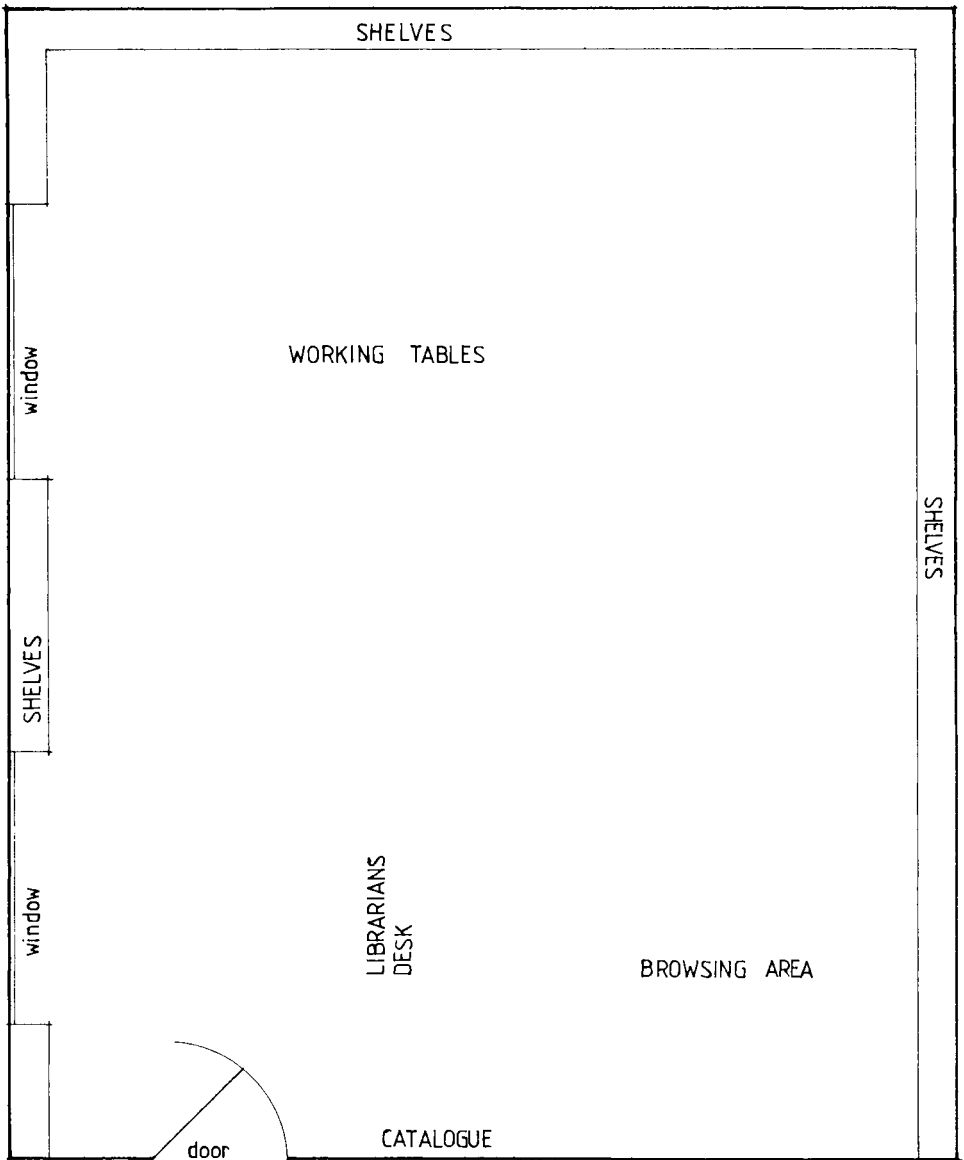 SHELVES
WORKING TABLES
window
SHELVES
SHELVES
window
LIBRARIANS
DESK
BROWSING AREA
CATALOGUE
door